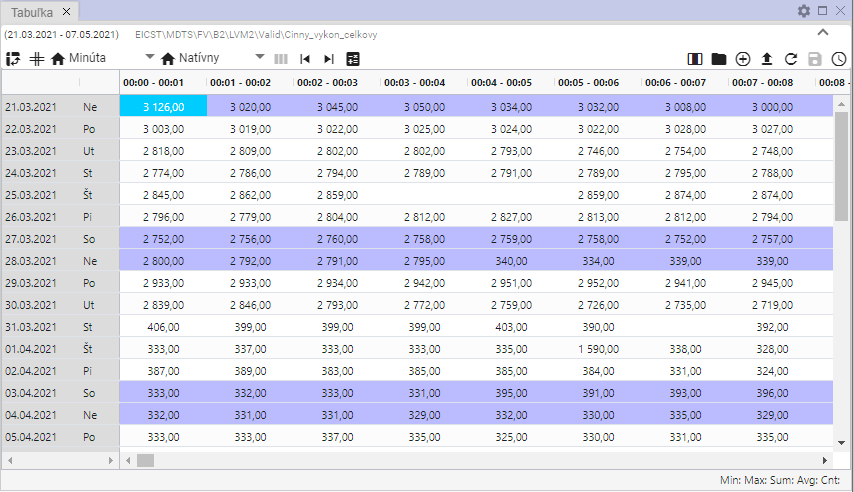 Tabuľka
(21.03.2021 - 07.05.2021) EICST\MDTS\FV\B2\LVM2\Valid\Cinny_vykon_celkovy
Minúta Natívny
00:00 - 00:01 00:01 - 00:02 00:02 - 00:03 00:03 - 00:04 00:04 - 00:05 00:05 - 00:06 00:06 - 00:07 00:07 - 00:08 00:08 -
21.03.2021 Ne 3 126,00 3 020,00 3 045,00 3 050,00 3 034,00 3 032,00 3 008,00 3 000,00
22.03.2021 Po 3 003,00 3 019,00 3 022,00 3 025,00 3 024,00 3 022,00 3 028,00 3 027,00
23.03.2021 Ut 2 818,00 2 809,00 2 802,00 2 802,00 2 793,00 2 746,00 2 754,00 2 748,00
24.03.2021 St 2 774,00 2 786,00 2 794,00 2 789,00 2 791,00 2 789,00 2 795,00 2 788,00
25.03.2021 Št 2 845,00 2 862,00 2 859,00 2 859,00 2 874,00 2 874,00
26.03.2021 Pi 2 796,00 2 779,00 2 804,00 2 812,00 2 827,00 2 813,00 2 812,00 2 794,00
27.03.2021 So 2 752,00 2 756,00 2 760,00 2 758,00 2 759,00 2 758,00 2 752,00 2 757,00
28.03.2021 Ne 2 800,00 2 792,00 2 791,00 2 795,00 340,00 334,00 339,00 339,00
29.03.2021 Po 2 933,00 2 933,00 2 934,00 2 942,00 2 951,00 2 952,00 2 941,00 2 945,00
30.03.2021 Ut 2 839,00 2 846,00 2 793,00 2 772,00 2 759,00 2 726,00 2 735,00 2 719,00
31.03.2021 St 406,00 399,00 399,00 399,00 403,00 390,00 392,00
01.04.2021 Št 333,00 337,00 333,00 333,00 335,00 1 590,00 338,00 328,00
02.04.2021 Pi 387,00 389,00 383,00 385,00 385,00 384,00 331,00 324,00
03.04.2021 So 333,00 332,00 333,00 331,00 395,00 391,00 393,00 396,00
04.04.2021 Ne 332,00 331,00 331,00 329,00 332,00 330,00 335,00 329,00
05.04.2021 Po 333,00 333,00 337,00 335,00 325,00 330,00 331,00 335,00
Min: Max: Sum: Avg: Cnt: